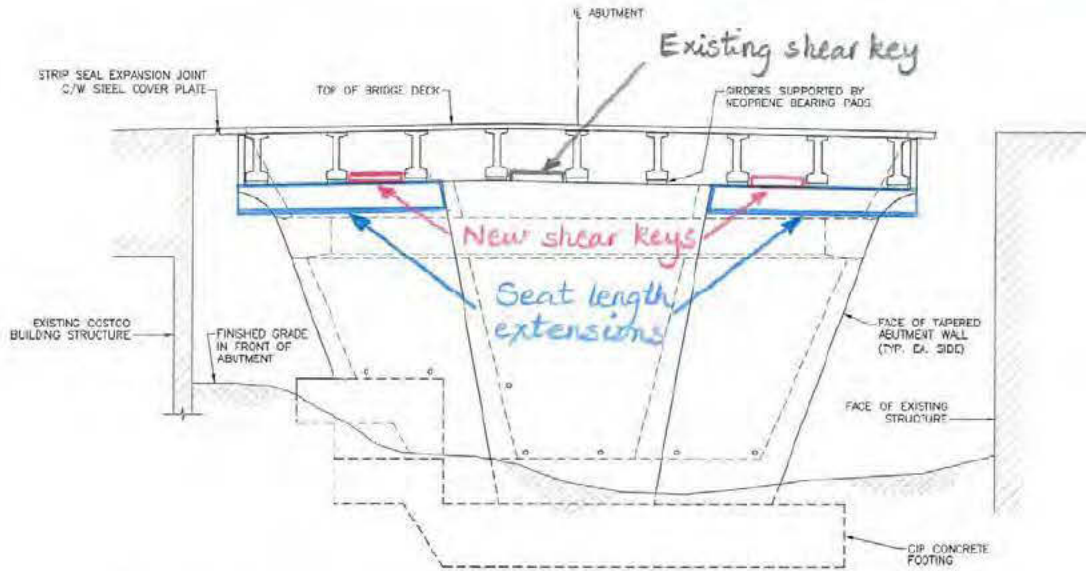 ℄ ABUTMENT
Existing shear key
STRIP SEAL EXPANSION JOINT
C/W STEEL COVER PLATE
TOP OF BRIDGE DECK
GIRDERS SUPPORTED BY
NEOPRENE BEARING PADS
New shear keys
Seat length
extensions
EXISTING COSTCO
BUILDING STRUCTURE
FINISHED GRADE
IN FRONT OF
ABUTMENT
FACE OF TAPERED
ABUTMENT WALL
(TYP. EA. SIDE)
FACE OF EXISTING
STRUCTURE
CIP CONCRETE
FOOTING